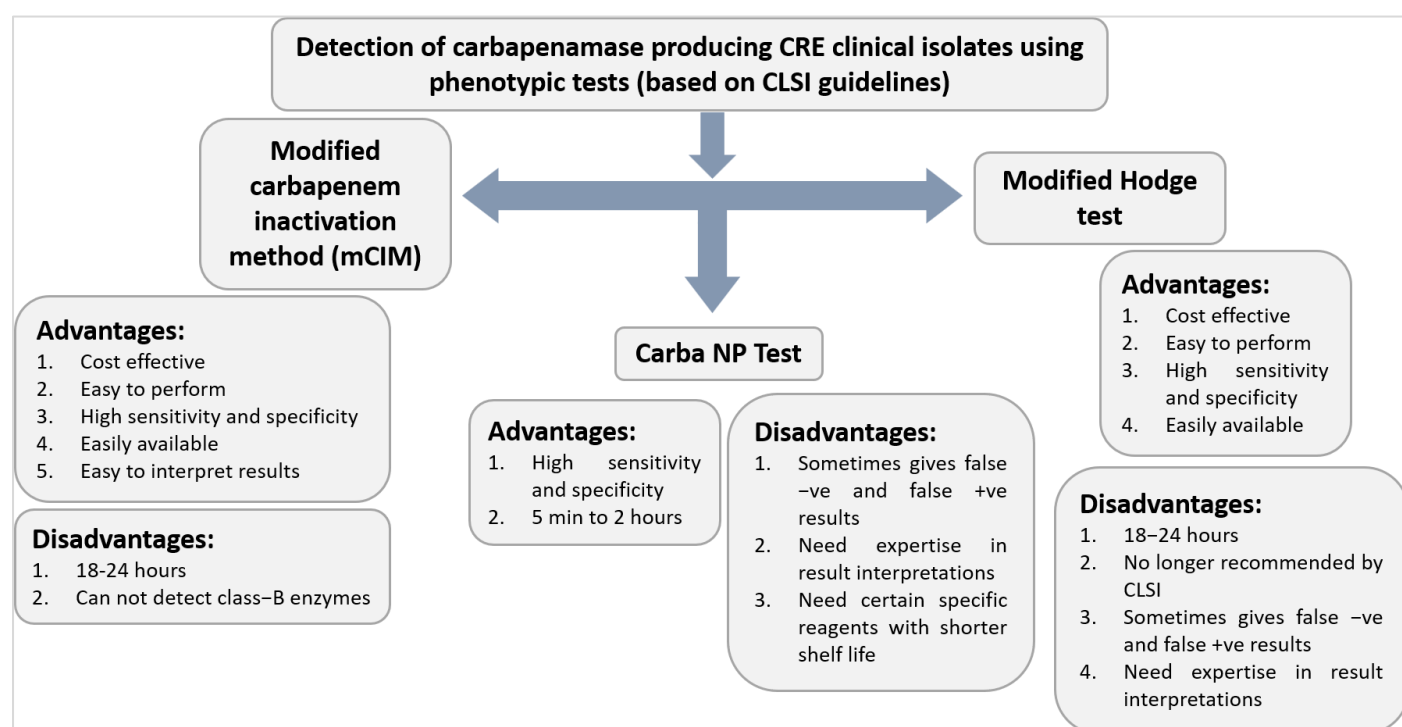 Detection of carbapenamase producing CRE clinical isolates using
phenotypic tests (based on CLSI guidelines)
Modified
carbapenem
inactivation
method (mCIM)
Advantages:
1. Cost effective
2. Easy to perform
3. High sensitivity and specificity
4. Easily available
5. Easy to interpret results
Disadvantages:
1. 18-24 hours
2. Can not detect class−B enzymes
Carba NP Test
Advantages:
1. High sensitivity
and specificity
2. 5 min to 2 hours
Disadvantages:
1. Sometimes gives false
−ve and false +ve
results
2. Need expertise in
result interpretations
3. Need certain specific
reagents with shorter
shelf life
Modified Hodge
test
Advantages:
1. Cost effective
2. Easy to perform
3. High sensitivity
and specificity
4. Easily available
Disadvantages:
1. 18−24 hours
2. No longer recommended by
CLSI
3. Sometimes gives false −ve
and false +ve results
4. Need expertise in result
interpretations